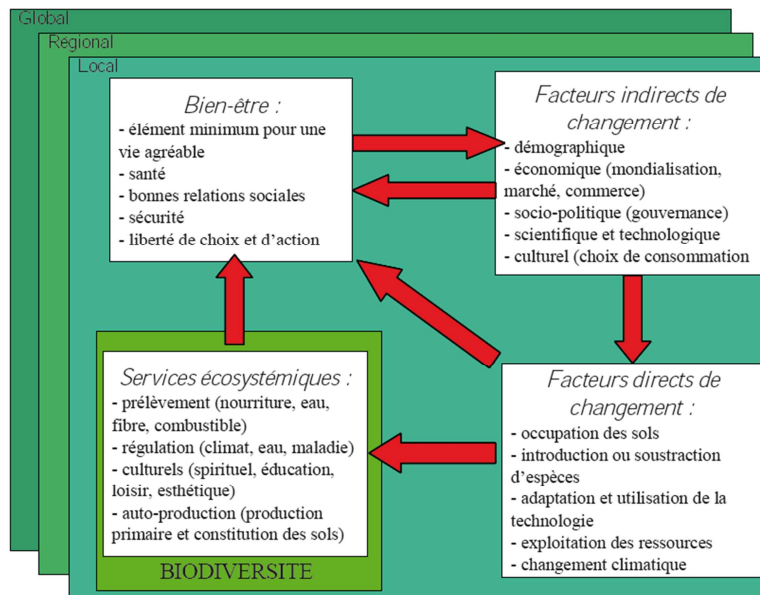 Global
Régional
Local
Bien-être :
- élément minimum pour une
vie agréable
- santé
- bonnes relations sociales
- sécurité
- liberté de choix et d'action
Facteurs indirects de
changement :
- démographique
- économique (mondialisation,
marché, commerce)
- socio-politique (gouvernance)
- scientifique et technologique
- culturel (choix de consommation
Services écosystémiques :
- prélèvement (nourriture, eau,
fibre, combustible)
- régulation (climat, eau, maladie)
- culturels (spirituel, éducation,
loisir, esthétique)
- auto-production (production
primaire et constitution des sols)
BIODIVERSITE
Facteurs directs de
changement :
- occupation des sols
- introduction ou soustraction
d'espèces
- adaptation et utilisation de la
technologie
- exploitation des ressources
- changement climatique